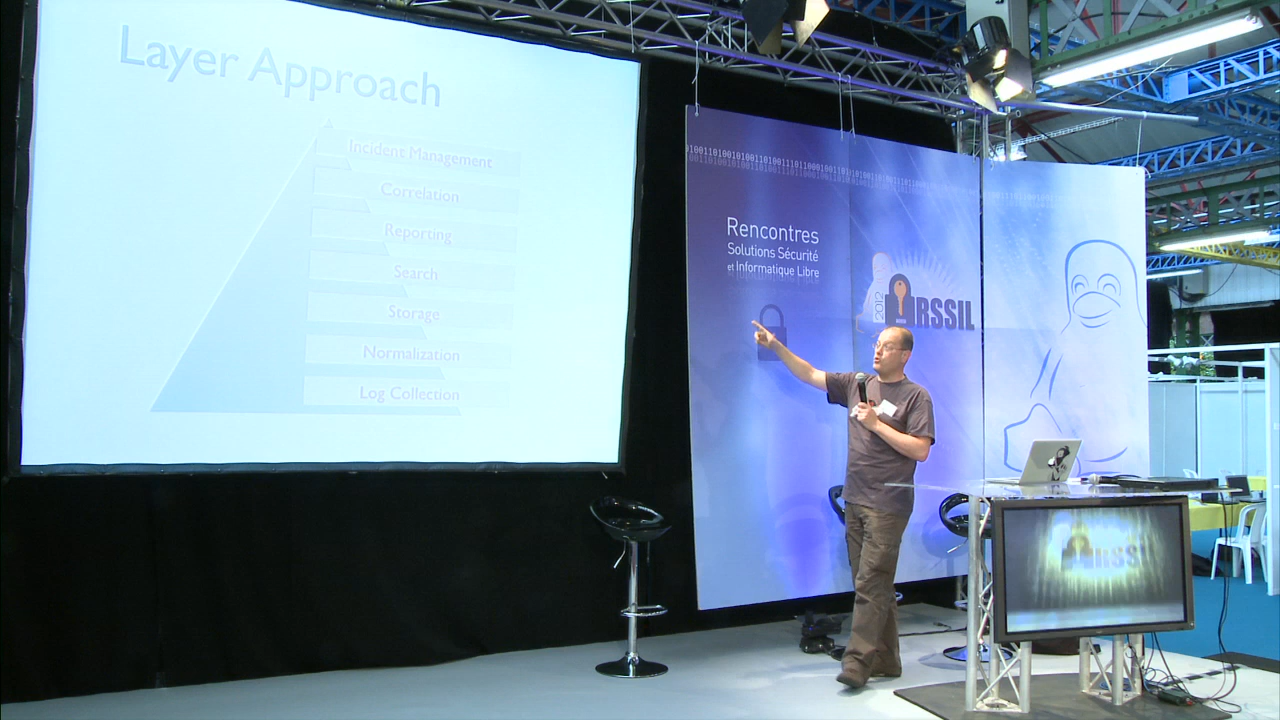 Layer Approach
Incident Management
Correlation
Reporting
Search
Storage
Normalization
Log Collection
Rencontres
Solutions Sécurité
et Informatique Libre
2012
RSSIL
RSSIL